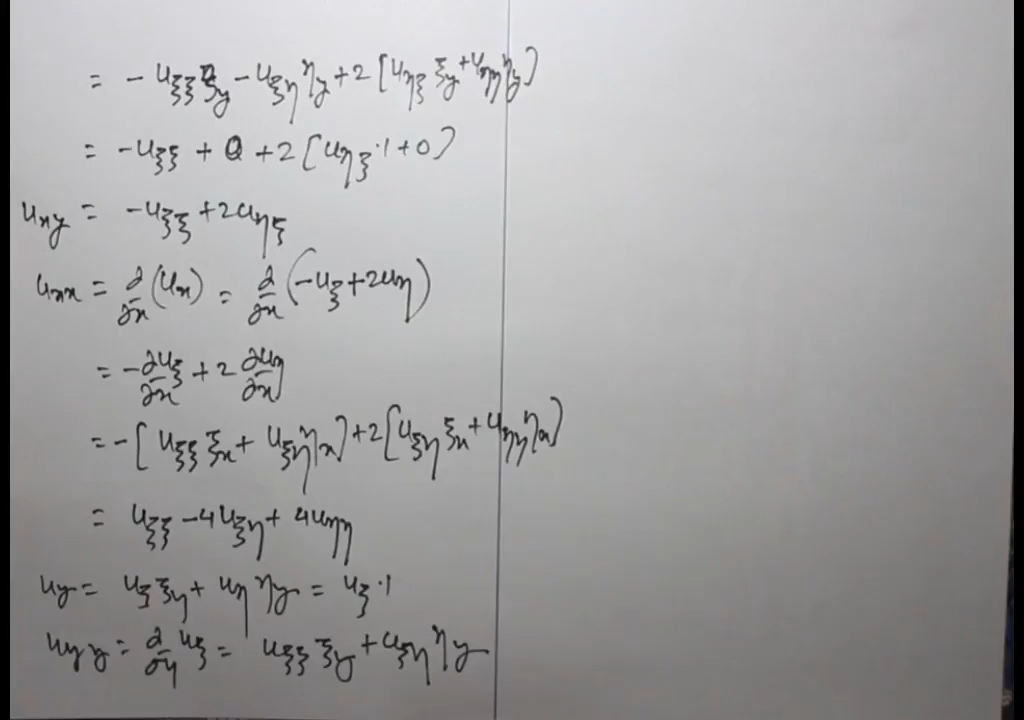 = - u_ξξ ξ_y - u_ξη η_y + 2 [u_ηξ ξ_y + u_ηη η_y]
= - u_ξξ + 0 + 2 [u_ηξ · 1 + 0]
u_xy = - u_ξξ + 2 u_ηξ
u_xx = ∂/∂x (u_x) = ∂/∂x (- u_ξ + 2u_η)
= - ∂u_ξ/∂x + 2 ∂u_η/∂x
= - [u_ξξ ξ_x + u_ξη η_x] + 2 [u_ξη ξ_x + u_ηη η_x]
= u_ξξ - 4u_ξη + 4u_ηη
u_y = u_ξ ξ_y + u_η η_y = u_ξ · 1
u_yy = ∂/∂y u_ξ = u_ξξ ξ_y + u_ξη η_y